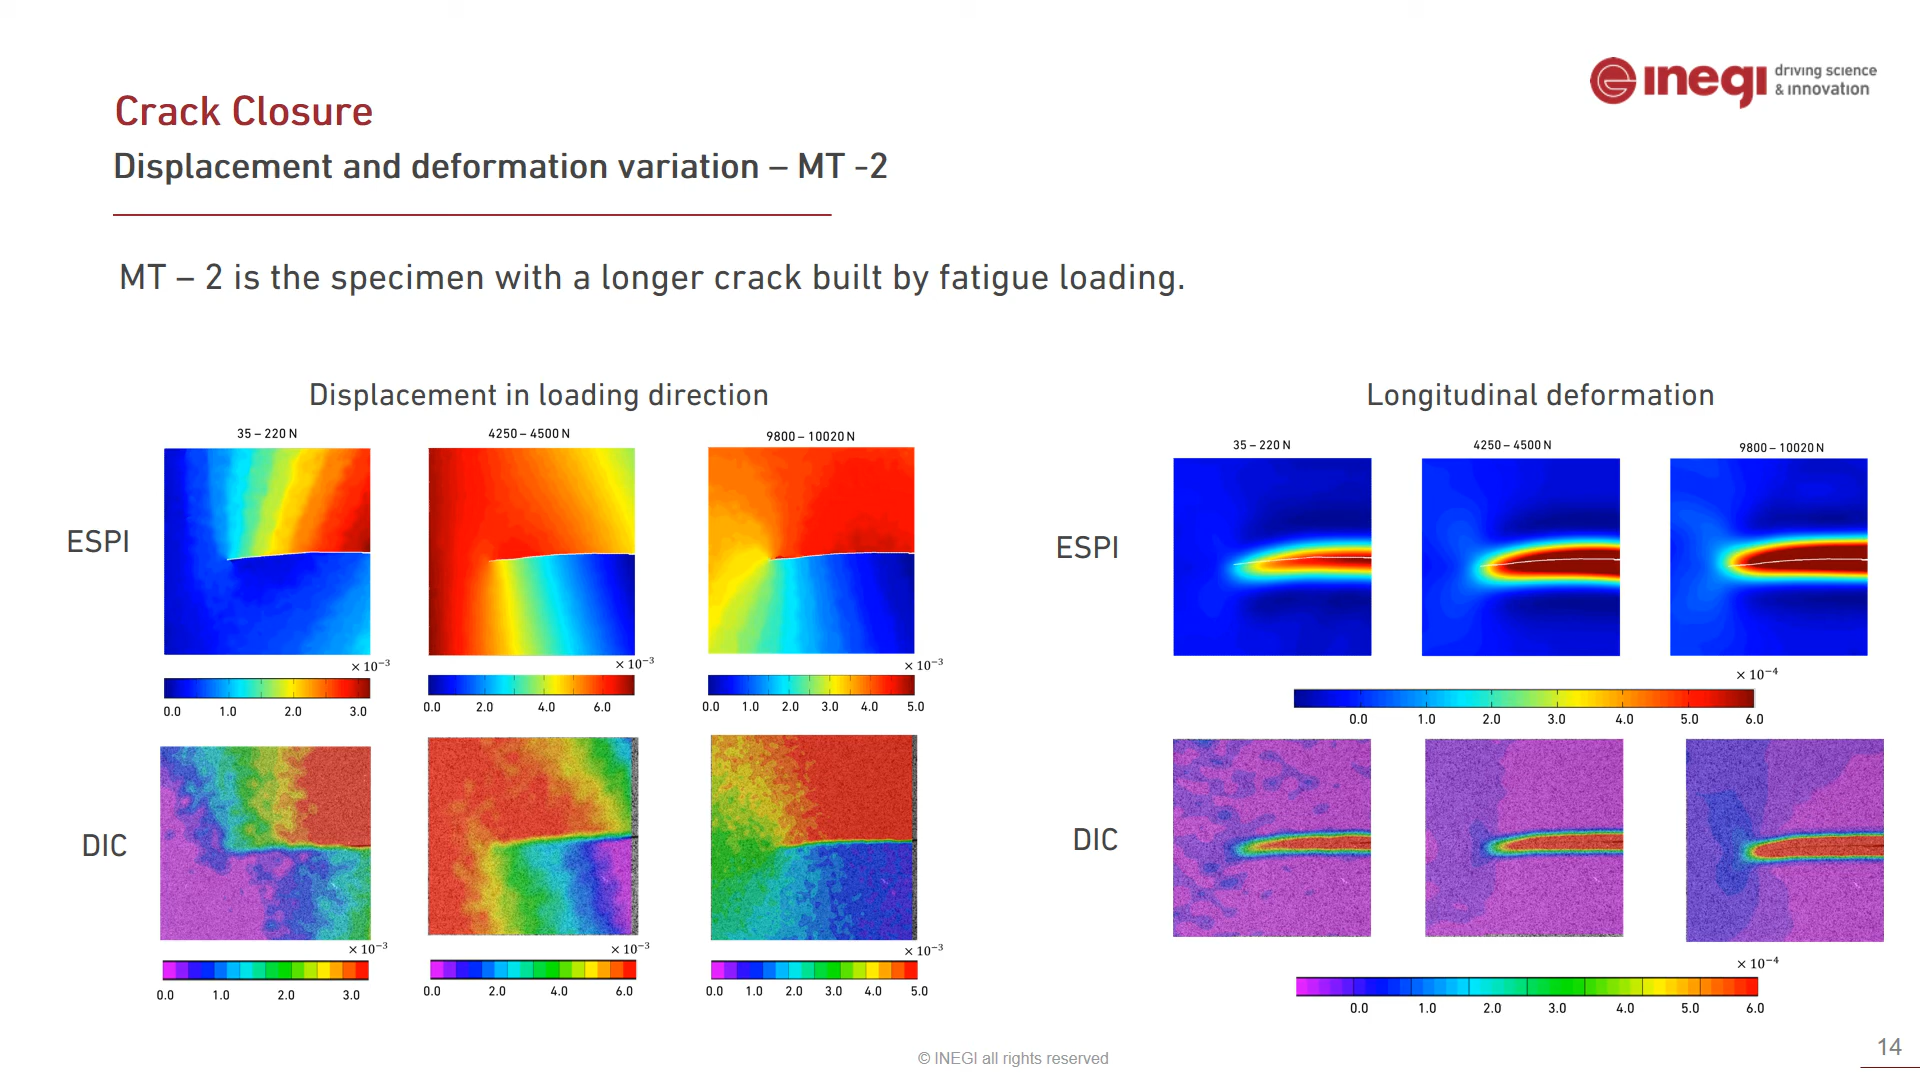 inegi driving science
& innovation
Crack Closure
Displacement and deformation variation – MT -2
MT – 2 is the specimen with a longer crack built by fatigue loading.
Displacement in loading direction
35 – 220 N
4250 – 4500 N
9800 – 10020 N
ESPI
× 10⁻³
× 10⁻³
× 10⁻³
0.0 1.0 2.0 3.0
0.0 2.0 4.0 6.0
0.0 1.0 2.0 3.0 4.0 5.0
DIC
× 10⁻³
× 10⁻³
× 10⁻³
0.0 1.0 2.0 3.0
0.0 2.0 4.0 6.0
0.0 1.0 2.0 3.0 4.0 5.0
Longitudinal deformation
35 – 220 N
4250 – 4500 N
9800 – 10020 N
ESPI
× 10⁻⁴
0.0 1.0 2.0 3.0 4.0 5.0 6.0
DIC
× 10⁻⁴
0.0 1.0 2.0 3.0 4.0 5.0 6.0
© INEGI all rights reserved
14